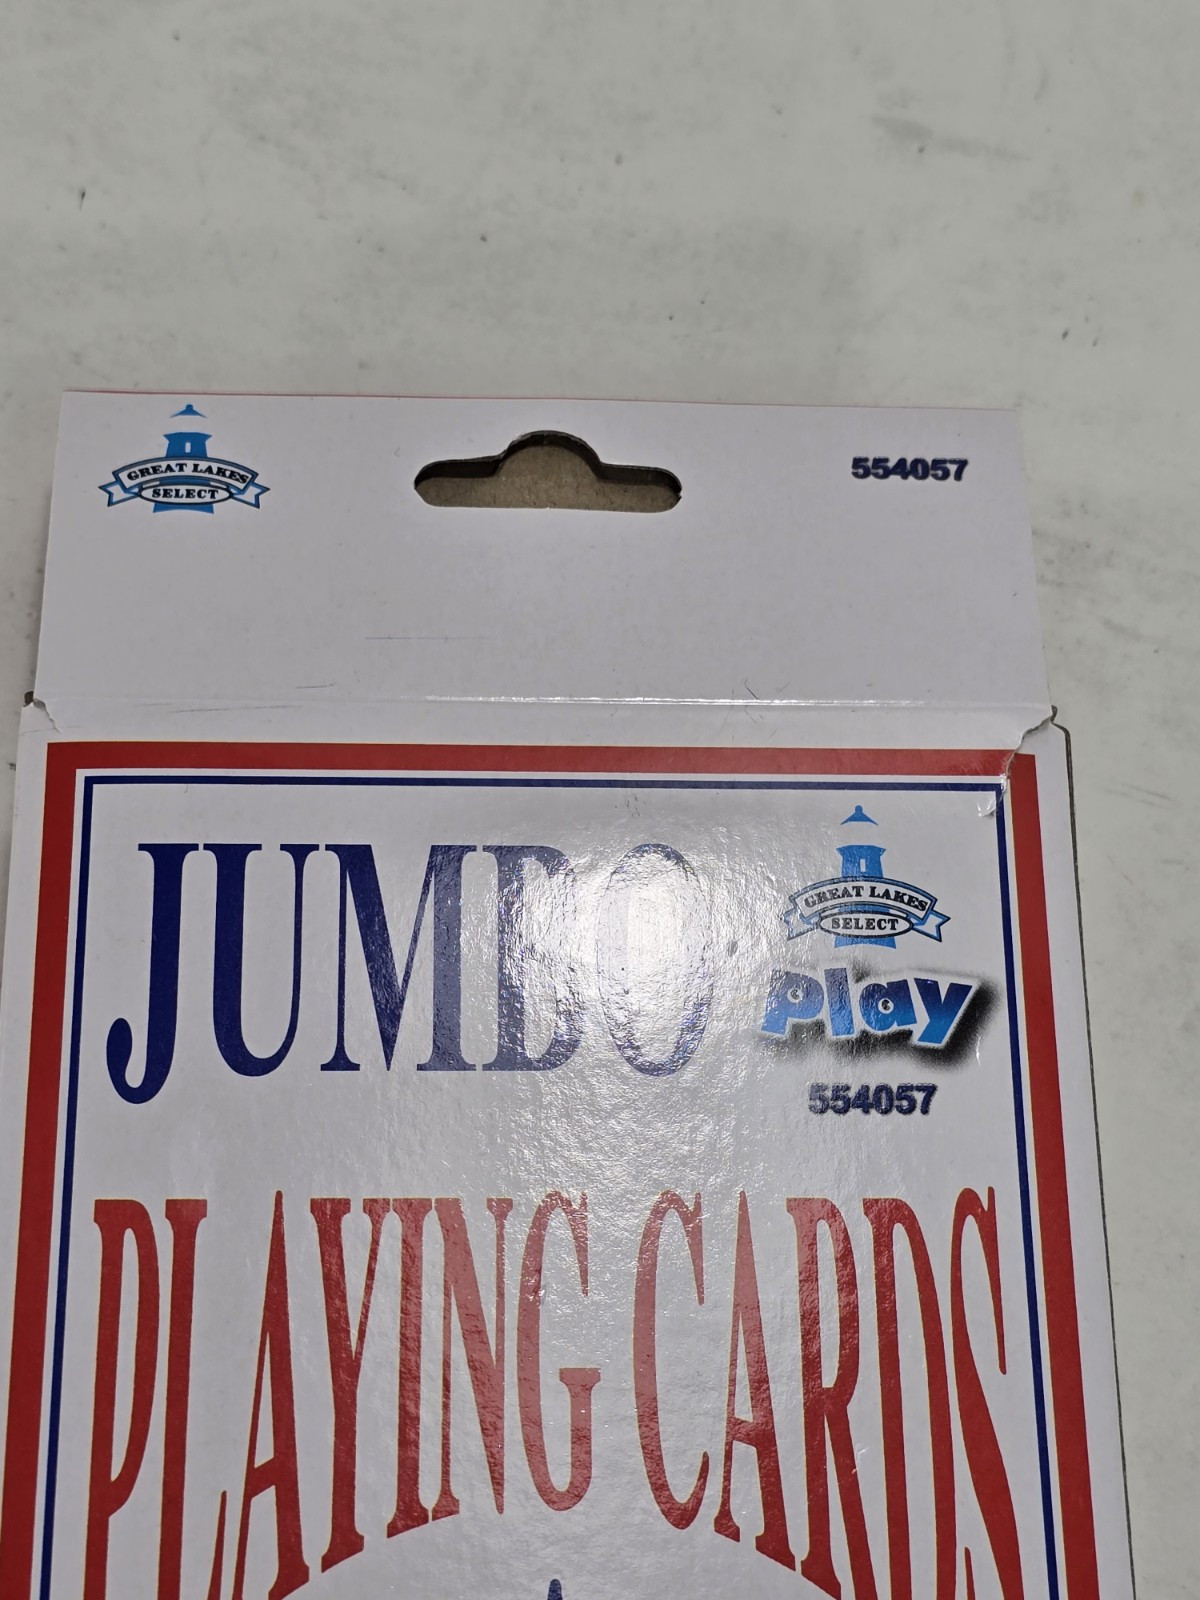 GREAT LAKES
SELECT
554057
JUMBO
GREAT LAKES
SELECT
Play
554057
PLAYING CARDS